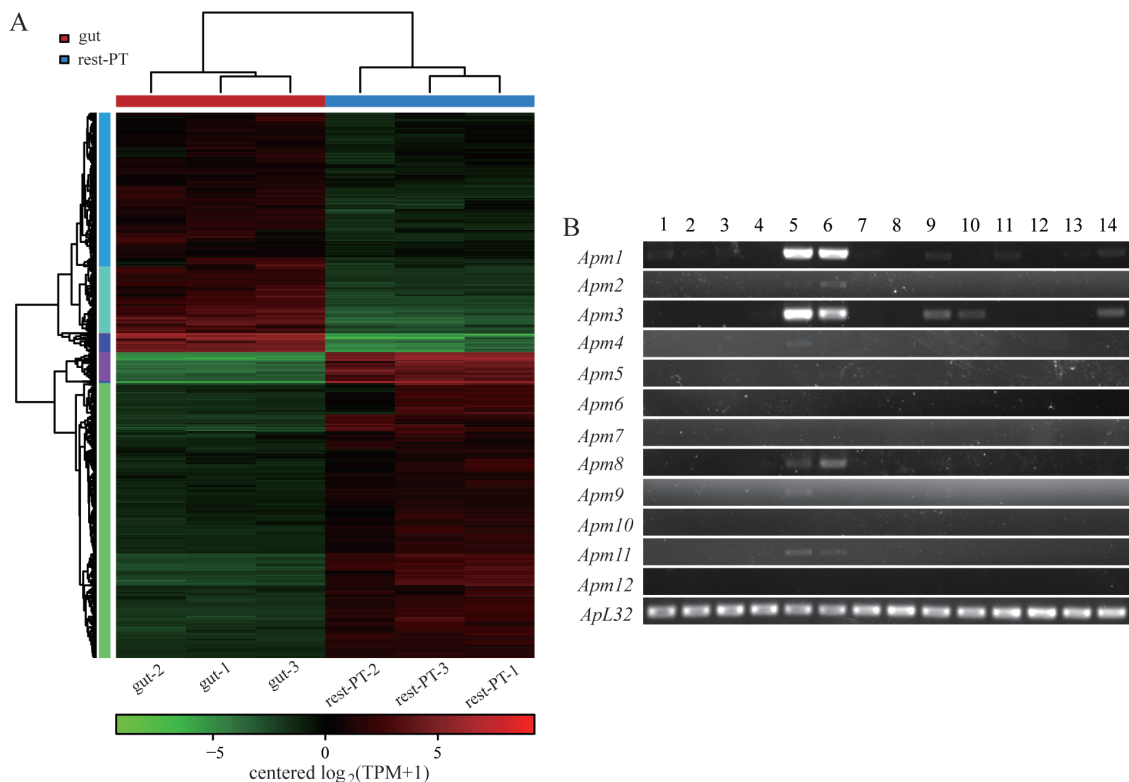 A
gut
rest-PT
gut-2 gut-1 gut-3 rest-PT-2 rest-PT-3 rest-PT-1
−5 0 5
centered log2(TPM+1)
B
1 2 3 4 5 6 7 8 9 10 11 12 13 14
Apm1
Apm2
Apm3
Apm4
Apm5
Apm6
Apm7
Apm8
Apm9
Apm10
Apm11
Apm12
ApL32